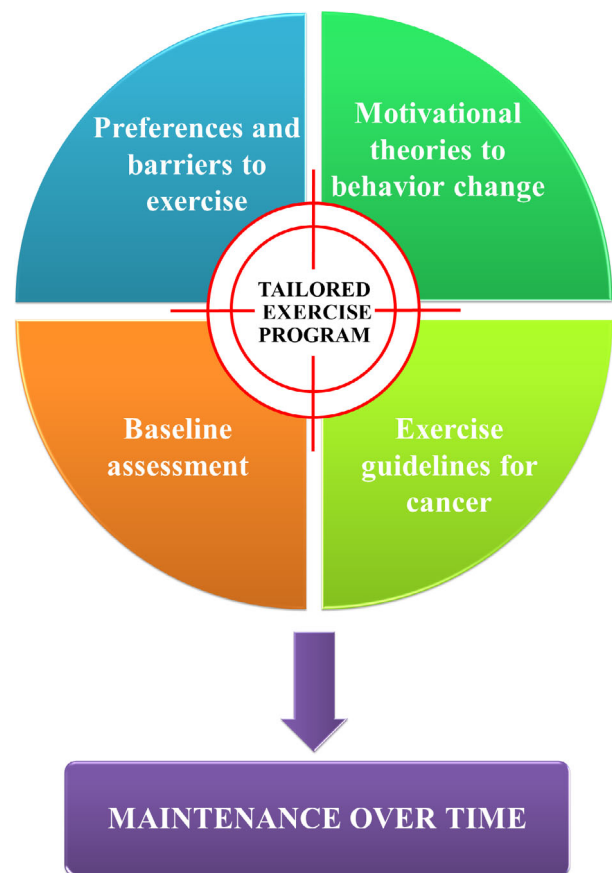 Preferences and
barriers to
exercise
Motivational
theories to
behavior change
TAILORED
EXERCISE
PROGRAM
Baseline
assessment
Exercise
guidelines for
cancer
MAINTENANCE OVER TIME